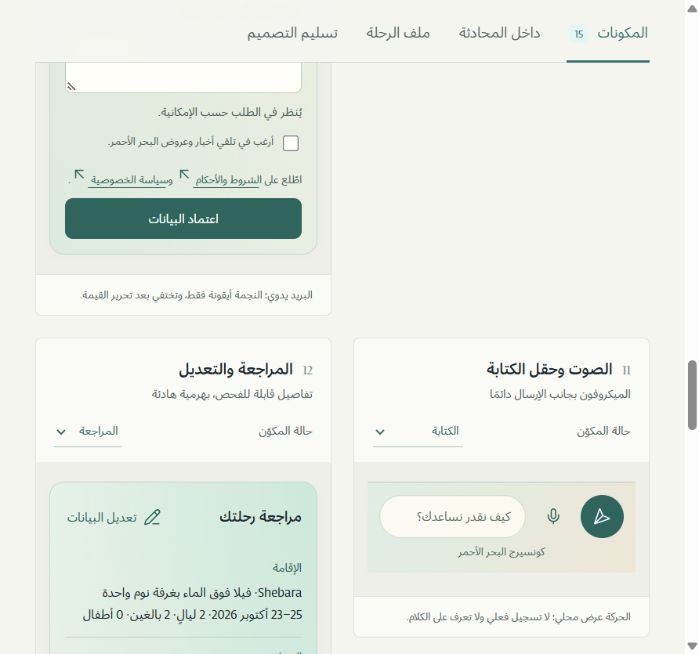 المكونات 15 داخل المحادثة ملف الرحلة تسليم التصميم
يُنظر في الطلب حسب الإمكانية.
أرغب في تلقي أخبار وعروض البحر الأحمر.
اطّلع على الشروط والأحكام وسياسة الخصوصية .
اعتماد البيانات
البريد يدوي؛ النجمة أيقونة فقط، وتختفي بعد تحرير القيمة.
11 الصوت وحقل الكتابة
الميكروفون بجانب الإرسال دائمًا
حالة المكوّن الكتابة
كيف نقدر نساعدك؟
كونسيرج البحر الأحمر
الحركة عرض محلي؛ لا تسجيل فعلي ولا تعرف على الكلام.
12 المراجعة والتعديل
تفاصيل قابلة للفحص، بهرمية هادئة
حالة المكوّن المراجعة
مراجعة رحلتك تعديل البيانات
الإقامة
Shebara · فيلا فوق الماء بغرفة نوم واحدة
23–25 أكتوبر 2026 · 2 ليالٍ · 2 بالغين · 0 أطفال